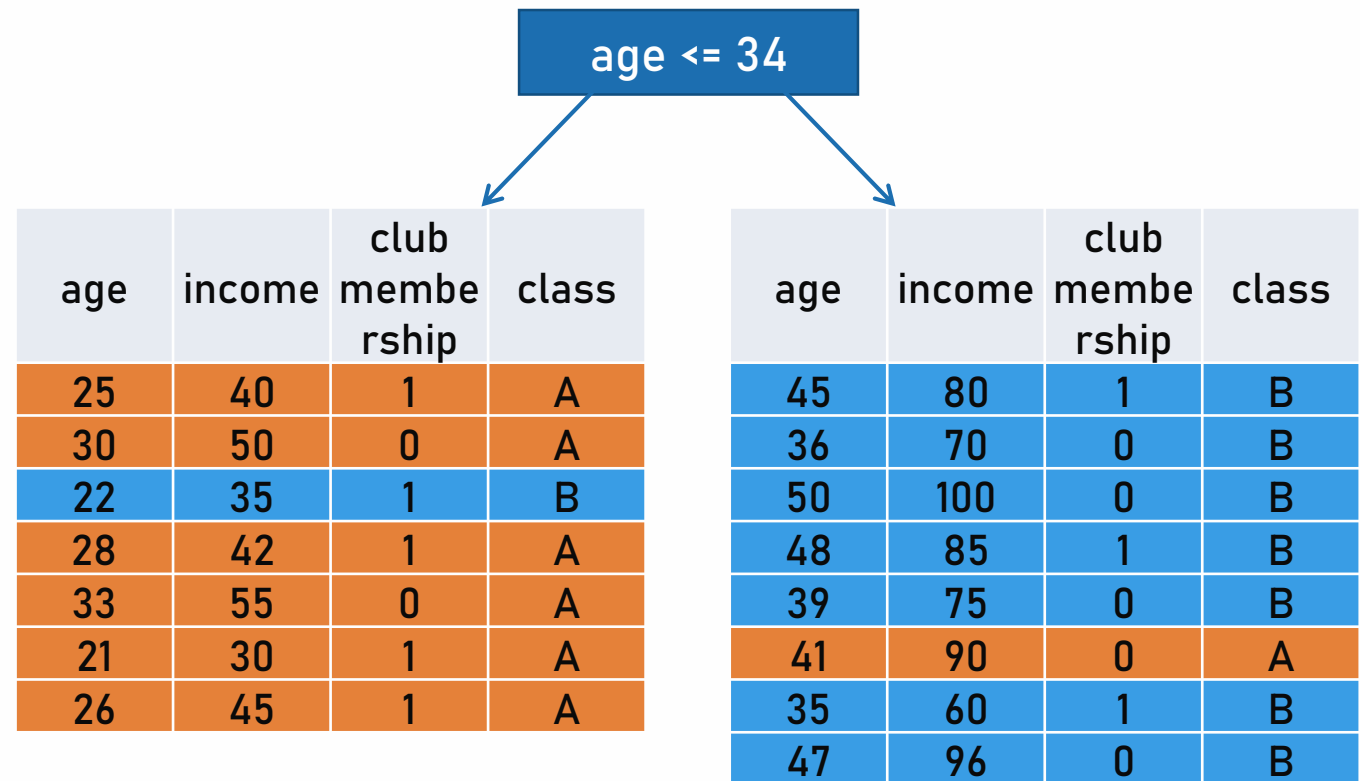 age <= 34
age income club membe rship class
25 40 1 A
30 50 0 A
22 35 1 B
28 42 1 A
33 55 0 A
21 30 1 A
26 45 1 A
age income club membe rship class
45 80 1 B
36 70 0 B
50 100 0 B
48 85 1 B
39 75 0 B
41 90 0 A
35 60 1 B
47 96 0 B